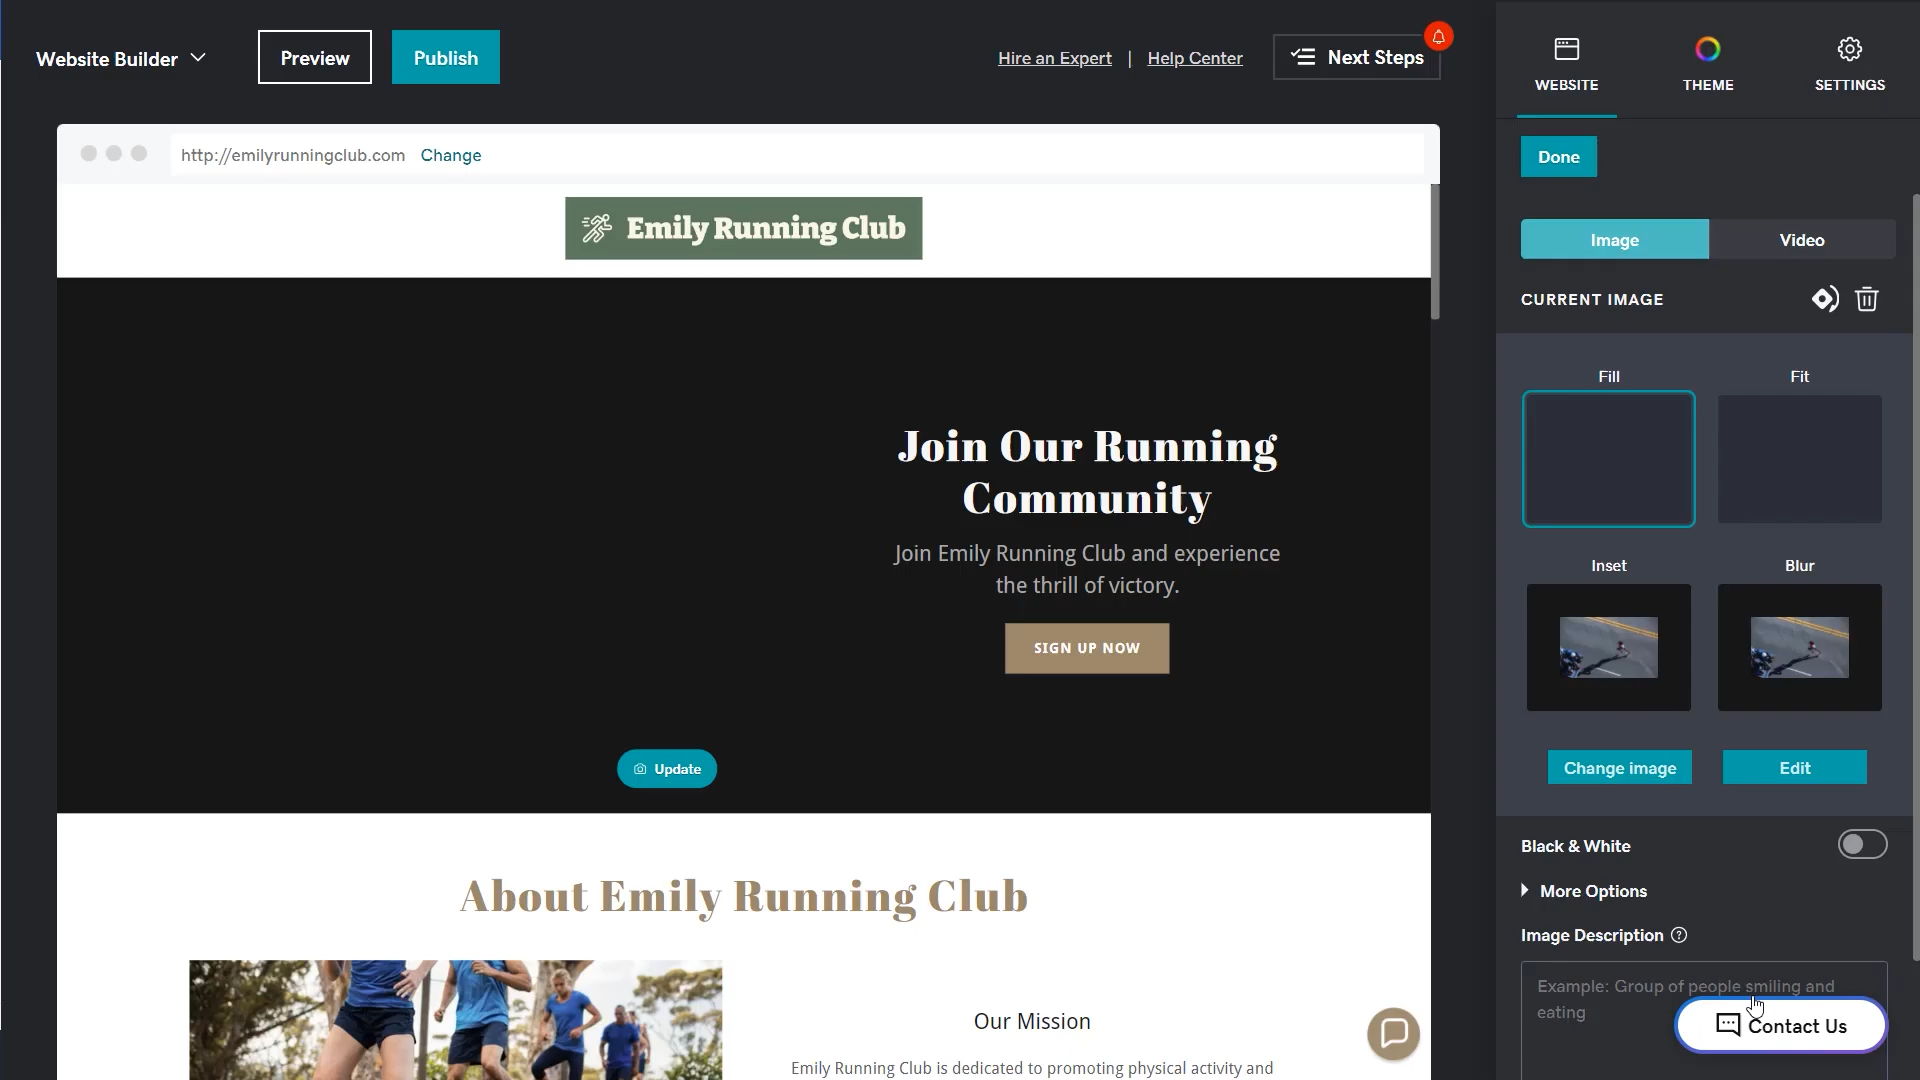 Website Builder
Preview
Publish
Hire an Expert | Help Center
Next Steps
WEBSITE
THEME
SETTINGS
http://emilyrunningclub.com Change
Done
Emily Running Club
Image
Video
CURRENT IMAGE
Fill
Fit
Join Our Running
Community
Join Emily Running Club and experience
the thrill of victory.
SIGN UP NOW
Inset
Blur
Update
Change image
Edit
Black & White
More Options
About Emily Running Club
Image Description
Example: Group of people smiling and
eating
Contact Us
Our Mission
Emily Running Club is dedicated to promoting physical activity and